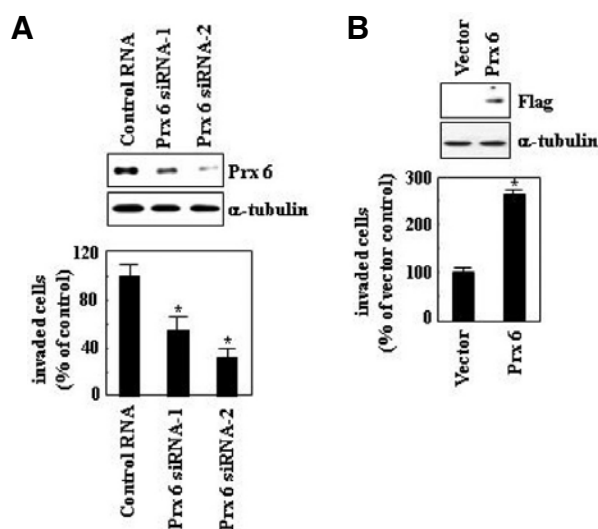 A
Control RNA
Prx 6 siRNA-1
Prx 6 siRNA-2
Prx 6
α-tubulin
invaded cells
(% of control)
120
80
40
0
*
*
Control RNA
Prx 6 siRNA-1
Prx 6 siRNA-2
B
Vector
Prx 6
Flag
α-tubulin
invaded cells
(% of vector control)
300
200
100
0
*
Vector
Prx 6